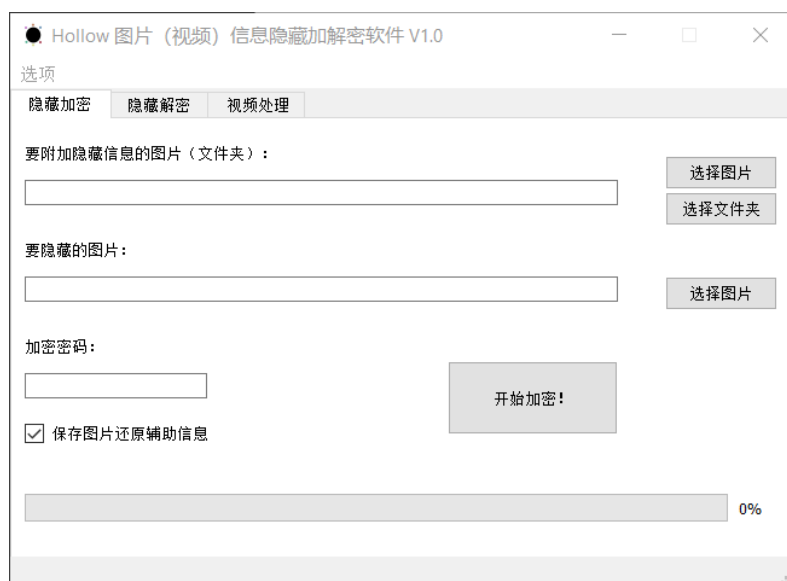 Hollow 图片（视频）信息隐藏加解密软件 V1.0
选项
隐藏加密 隐藏解密 视频处理
要附加隐藏信息的图片（文件夹）：
选择图片
选择文件夹
要隐藏的图片：
选择图片
加密密码：
开始加密！
保存图片还原辅助信息
0%